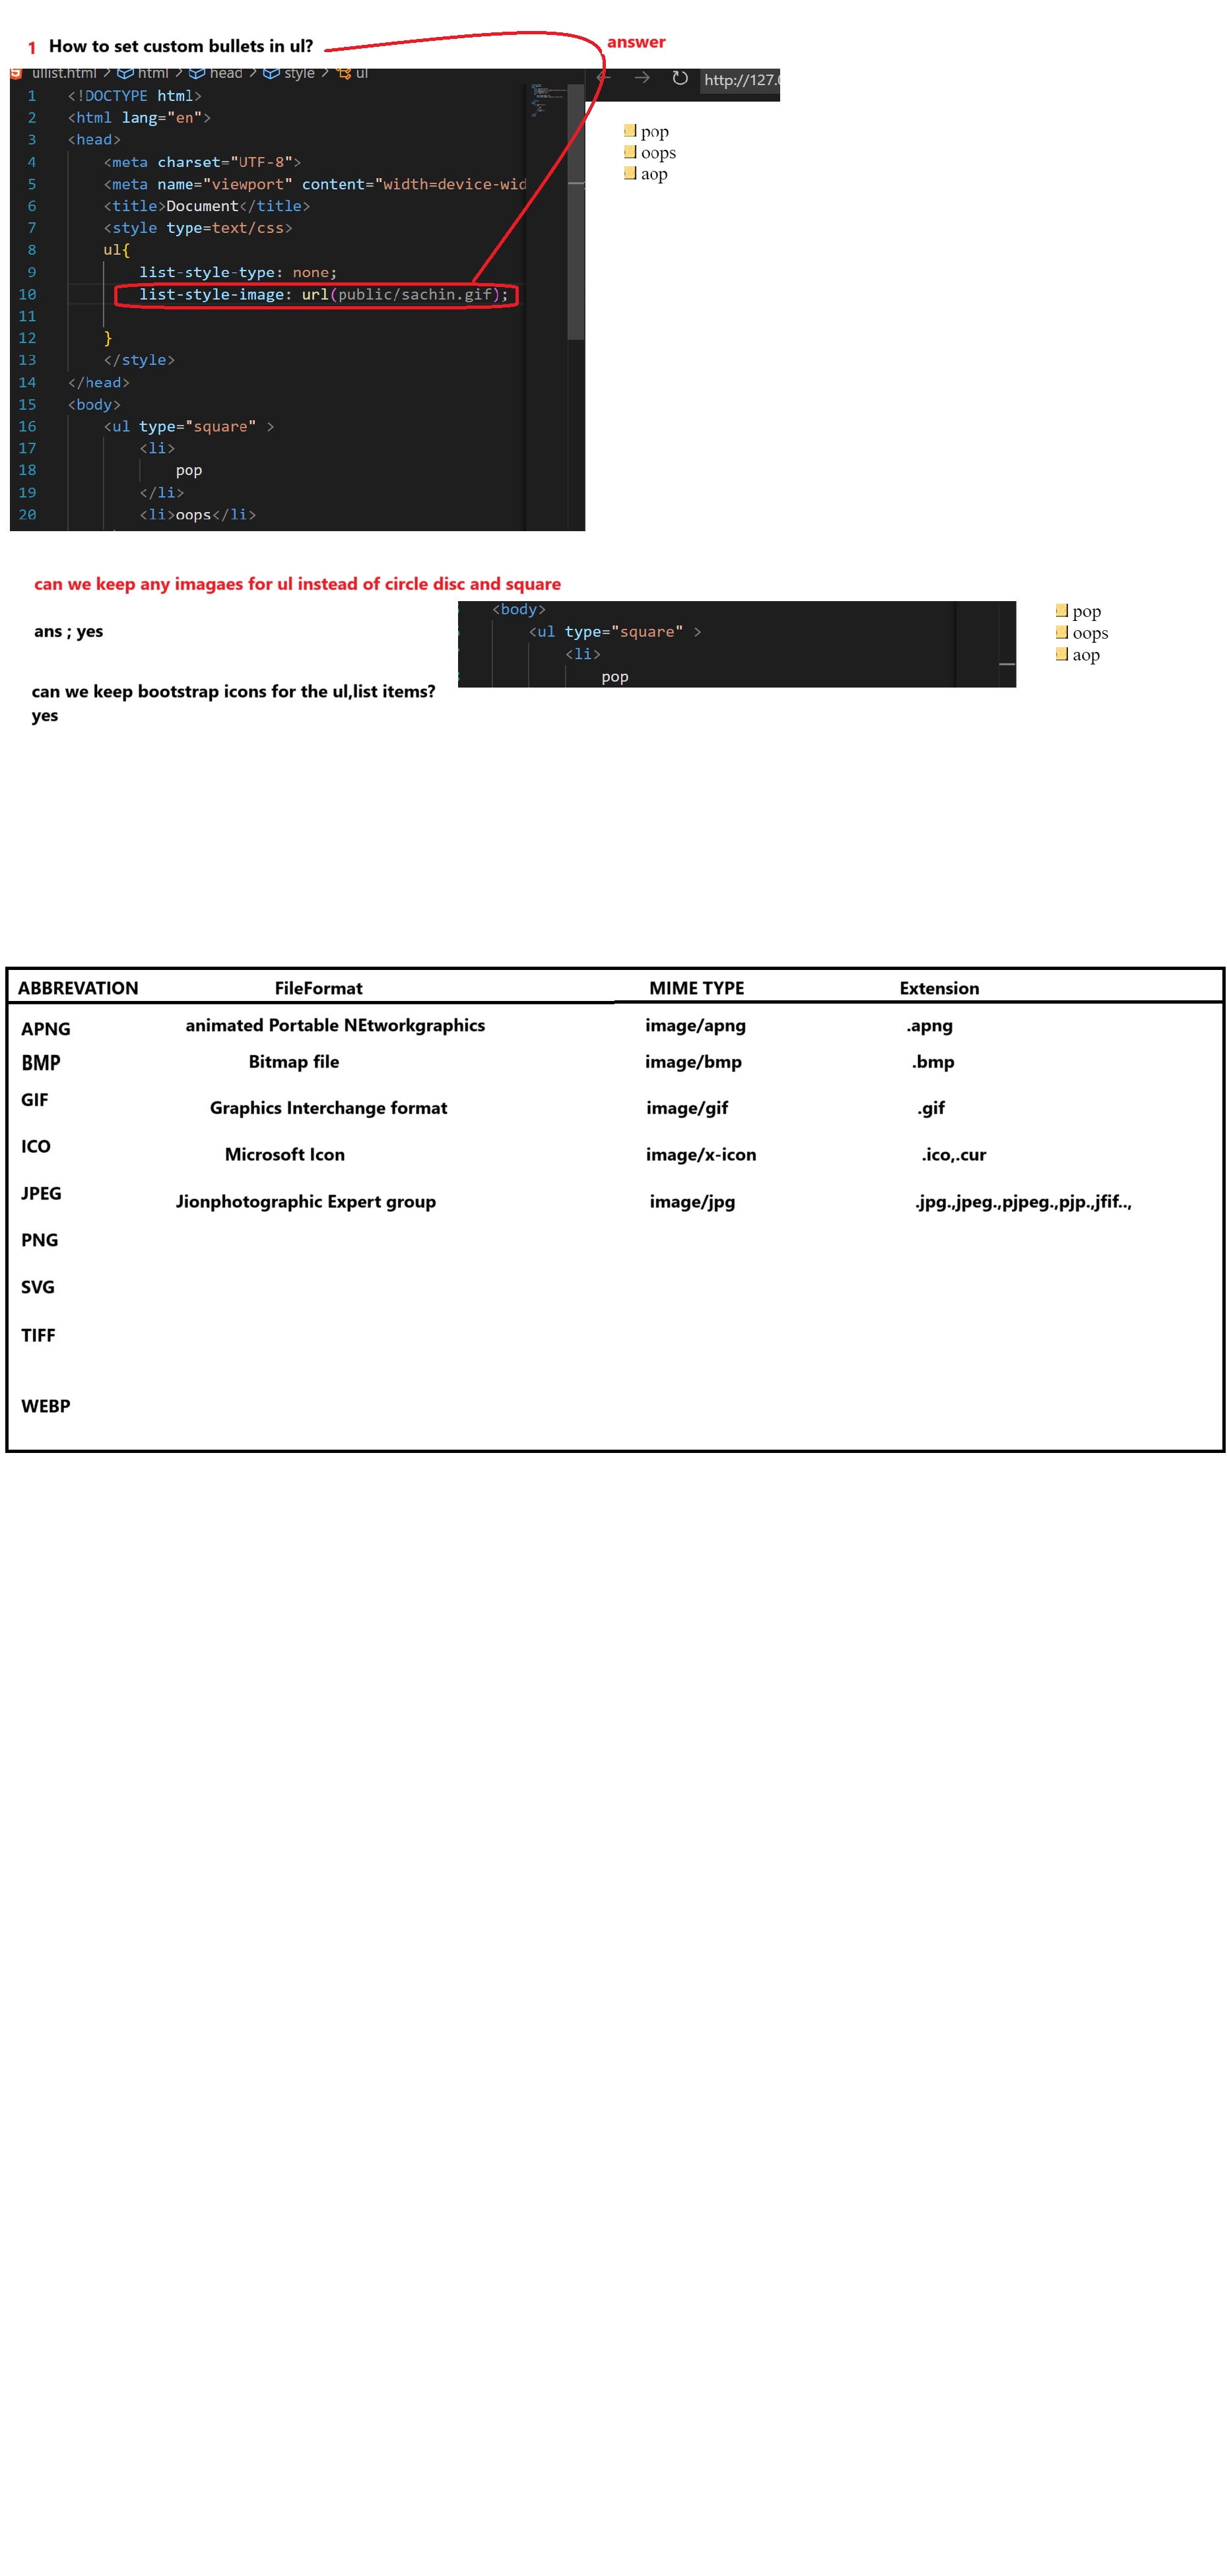 1 How to set custom bullets in ul?
answer
ullist.html > html > head > style > ul
http://127.
1 <!DOCTYPE html>
2 <html lang="en">
3 <head>
4 <meta charset="UTF-8">
5 <meta name="viewport" content="width=device-wid
6 <title>Document</title>
7 <style type=text/css>
8 ul{
9 list-style-type: none;
10 list-style-image: url(public/sachin.gif);
11
12 }
13 </style>
14 </head>
15 <body>
16 <ul type="square" >
17 <li>
18 pop
19 </li>
20 <li>oops</li>
pop
oops
aop
can we keep any imagaes for ul instead of circle disc and square
ans ; yes
<body>
<ul type="square" >
<li>
pop
pop
oops
aop
can we keep bootstrap icons for the ul,list items?
yes
ABBREVATION FileFormat MIME TYPE Extension
APNG animated Portable NEtworkgraphics image/apng .apng
BMP Bitmap file image/bmp .bmp
GIF Graphics Interchange format image/gif .gif
ICO Microsoft Icon image/x-icon .ico,.cur
JPEG Jionphotographic Expert group image/jpg .jpg.,jpeg.,pjpeg.,pjp.,jfif..,
PNG
SVG
TIFF
WEBP